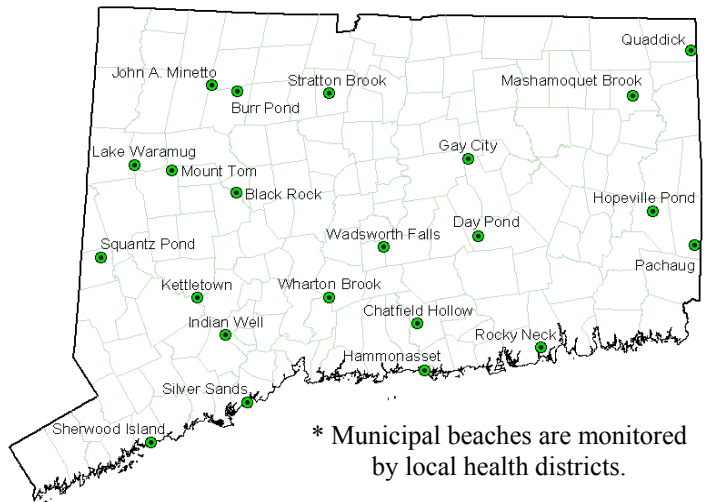 Quaddick
John A. Minetto
Stratton Brook
Mashamoquet Brook
Burr Pond
Gay City
Lake Waramug
Mount Tom
Black Rock
Hopeville Pond
Day Pond
Wadsworth Falls
Squantz Pond
Pachaug
Kettletown
Wharton Brook
Chatfield Hollow
Indian Well
Rocky Neck
Hammonasset
Silver Sands
Sherwood Island
* Municipal beaches are monitored
by local health districts.